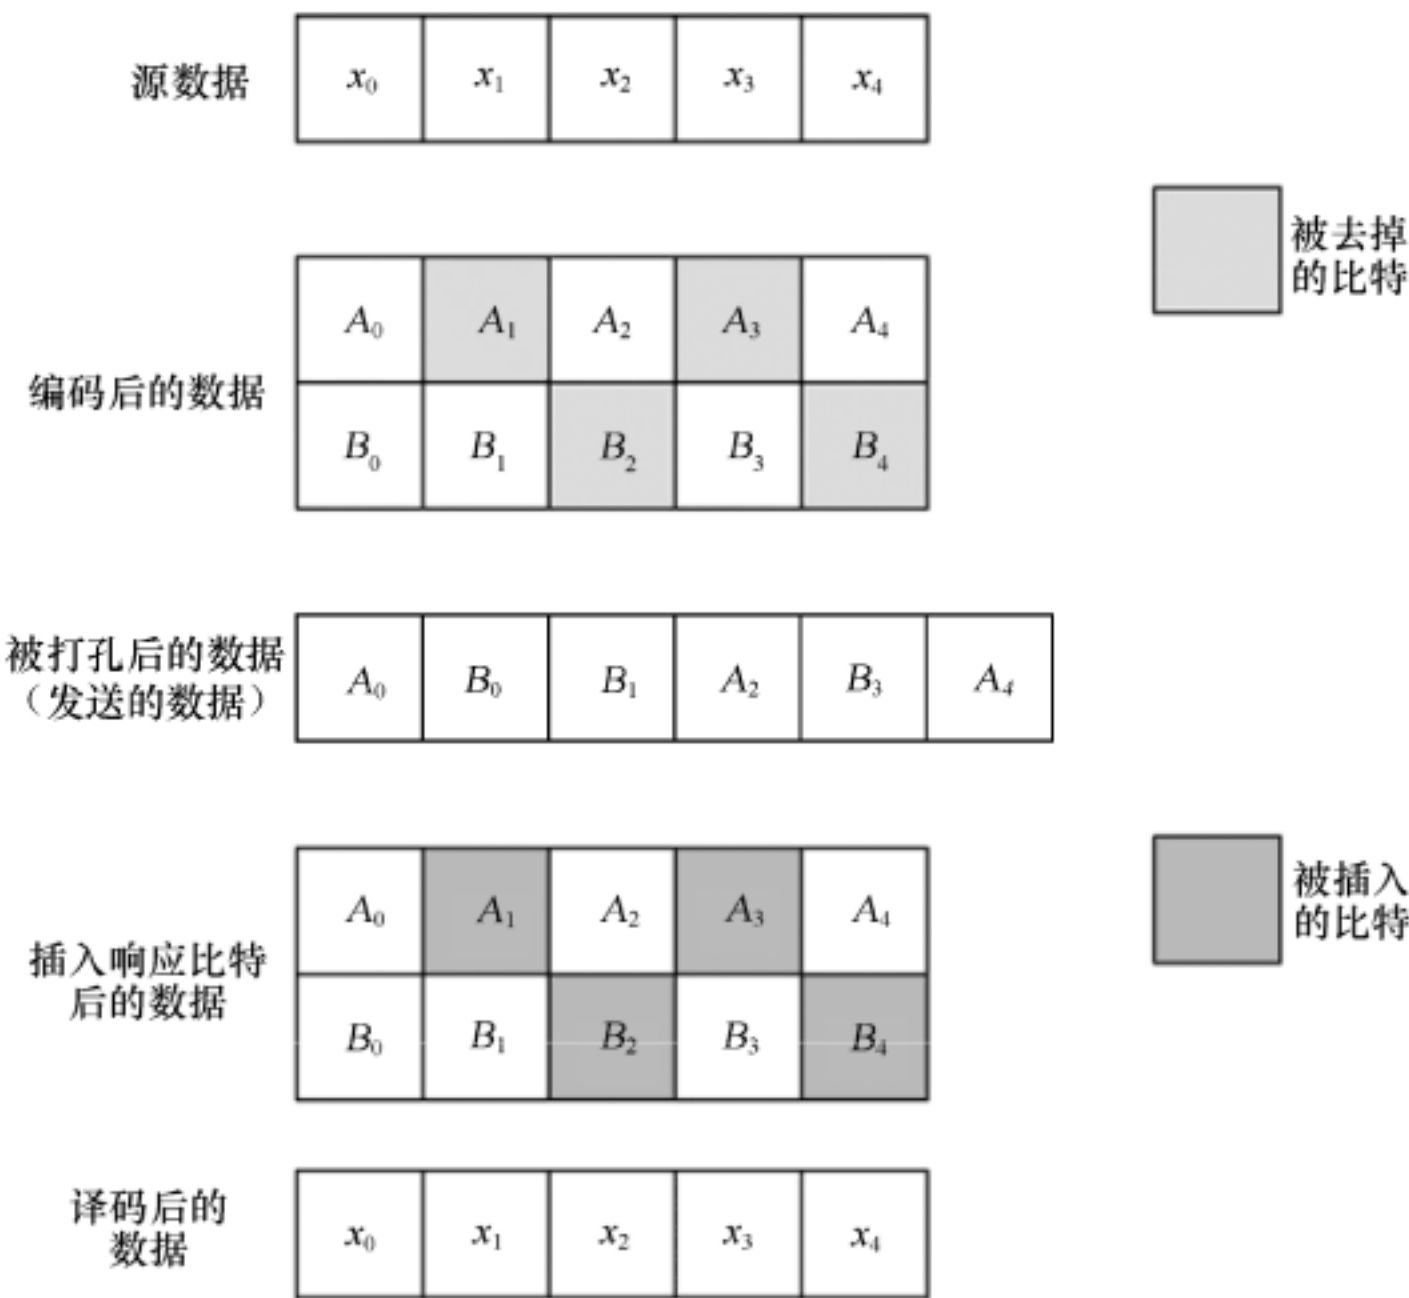 源数据 x₀ x₁ x₂ x₃ x₄
被去掉
的比特
A₀ A₁ A₂ A₃ A₄
编码后的数据
B₀ B₁ B₂ B₃ B₄
被打孔后的数据
(发送的数据)
A₀ B₀ B₁ A₂ B₃ A₄
被插入
的比特
A₀ A₁ A₂ A₃ A₄
插入响应比特
后的数据
B₀ B₁ B₂ B₃ B₄
译码后的
数据
x₀ x₁ x₂ x₃ x₄